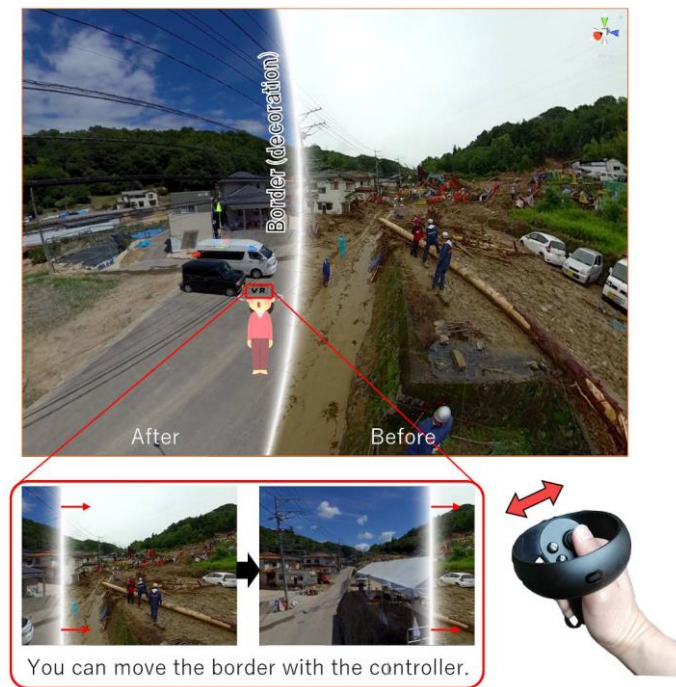 Border (decoration)
VR
After
Before
You can move the border with the controller.